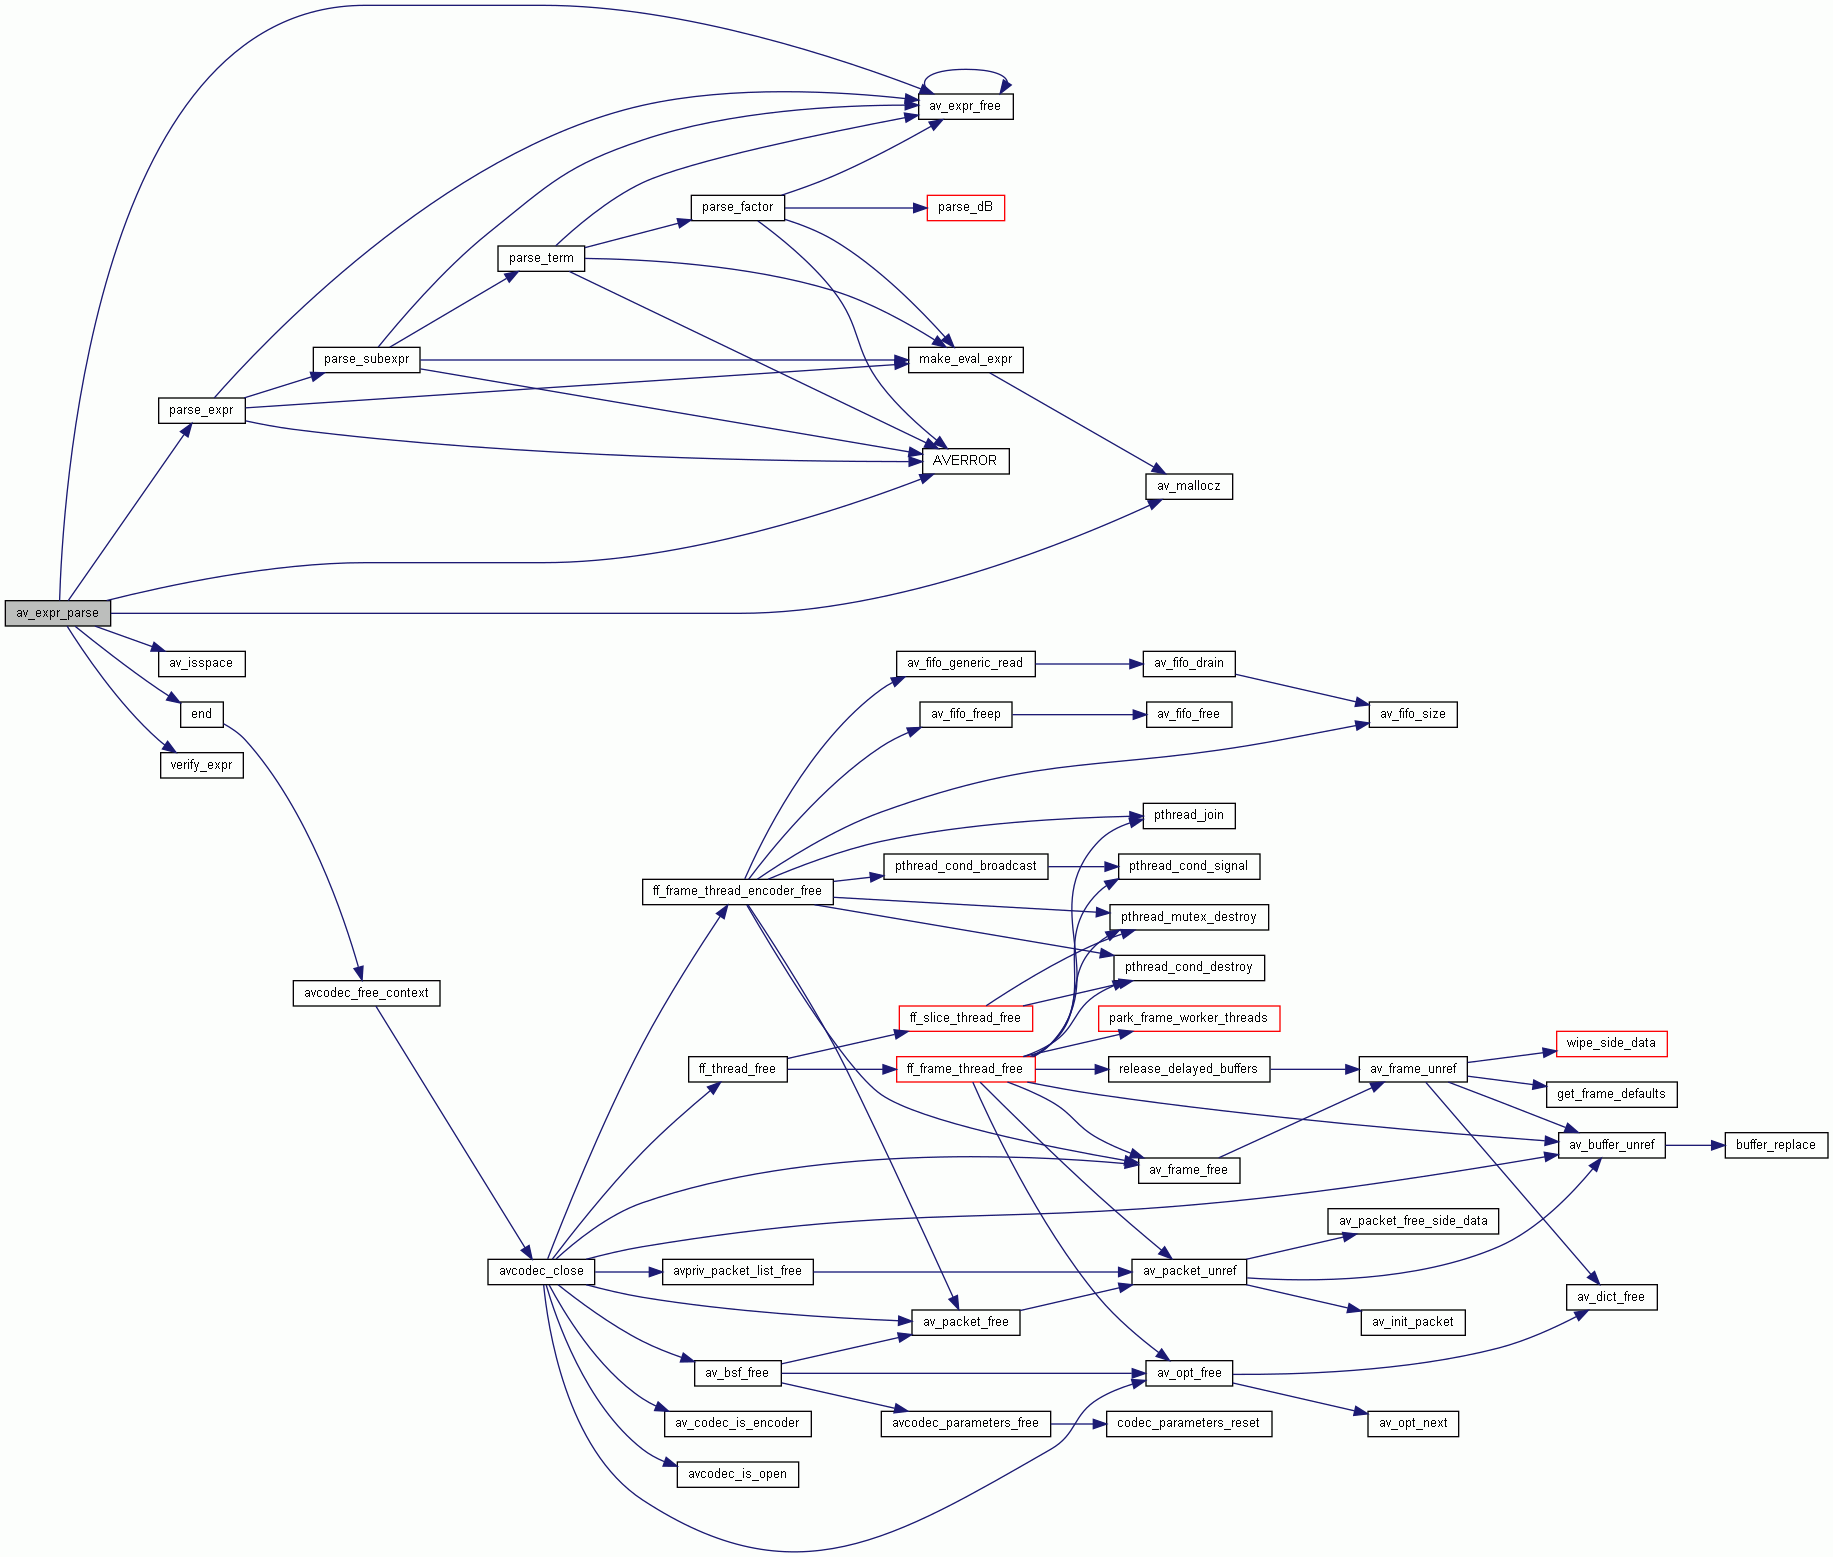 av_expr_free
parse_factor
parse_dB
parse_term
parse_subexpr
make_eval_expr
parse_expr
AVERROR
av_mallocz
av_expr_parse
av_isspace
av_fifo_generic_read
av_fifo_drain
end
av_fifo_freep
av_fifo_free
av_fifo_size
verify_expr
pthread_join
pthread_cond_broadcast
pthread_cond_signal
ff_frame_thread_encoder_free
pthread_mutex_destroy
pthread_cond_destroy
avcodec_free_context
ff_slice_thread_free
park_frame_worker_threads
wipe_side_data
ff_thread_free
ff_frame_thread_free
release_delayed_buffers
av_frame_unref
get_frame_defaults
av_buffer_unref
buffer_replace
av_frame_free
av_packet_free_side_data
avcodec_close
avpriv_packet_list_free
av_packet_unref
av_dict_free
av_packet_free
av_init_packet
av_bsf_free
av_opt_free
av_codec_is_encoder
avcodec_parameters_free
codec_parameters_reset
av_opt_next
avcodec_is_open